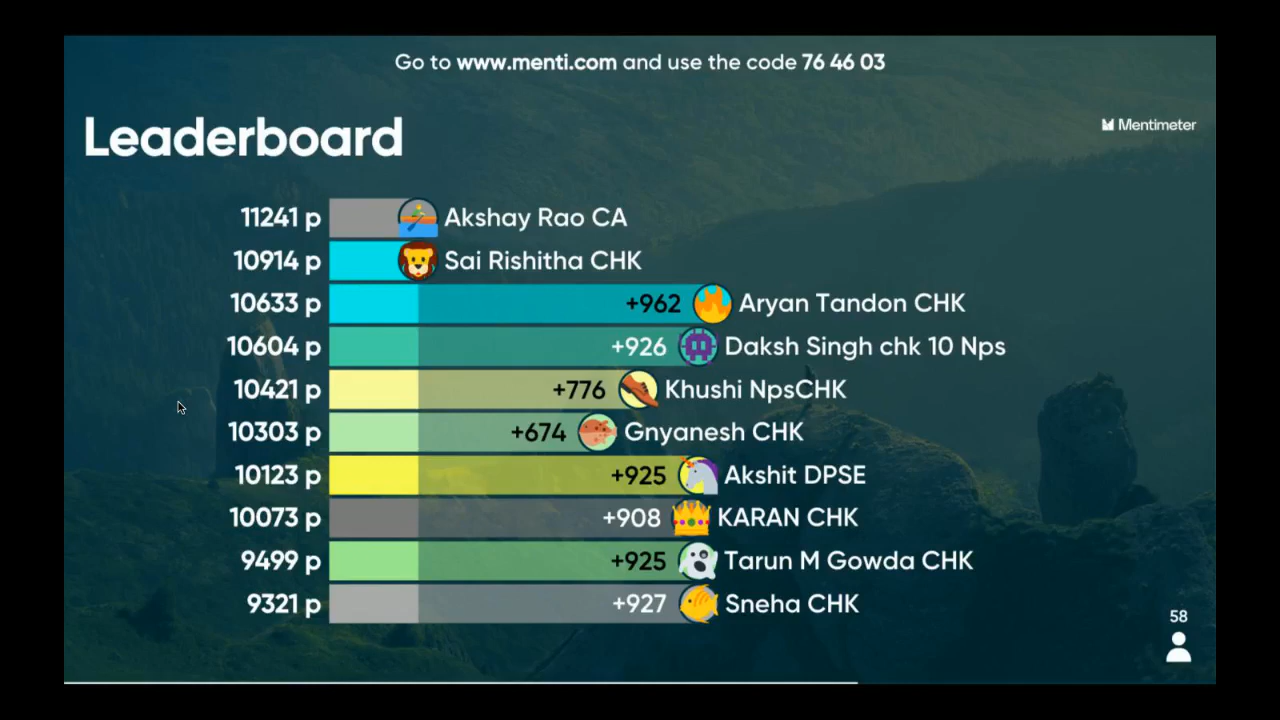 Go to www.menti.com and use the code 76 46 03
Leaderboard
Mentimeter
11241 p Akshay Rao CA
10914 p Sai Rishitha CHK
10633 p +962 Aryan Tandon CHK
10604 p +926 Daksh Singh chk 10 Nps
10421 p +776 Khushi NpsCHK
10303 p +674 Gnyanesh CHK
10123 p +925 Akshit DPSE
10073 p +908 KARAN CHK
9499 p +925 Tarun M Gowda CHK
9321 p +927 Sneha CHK
58